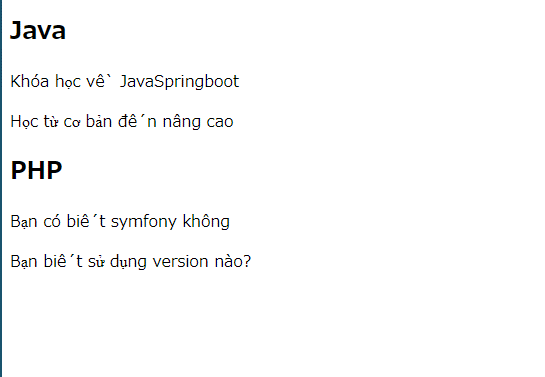 Java
Khóa học về JavaSpringboot
Học từ cơ bản đến nâng cao
PHP
Bạn có biết symfony không
Bạn biết sử dụng version nào?